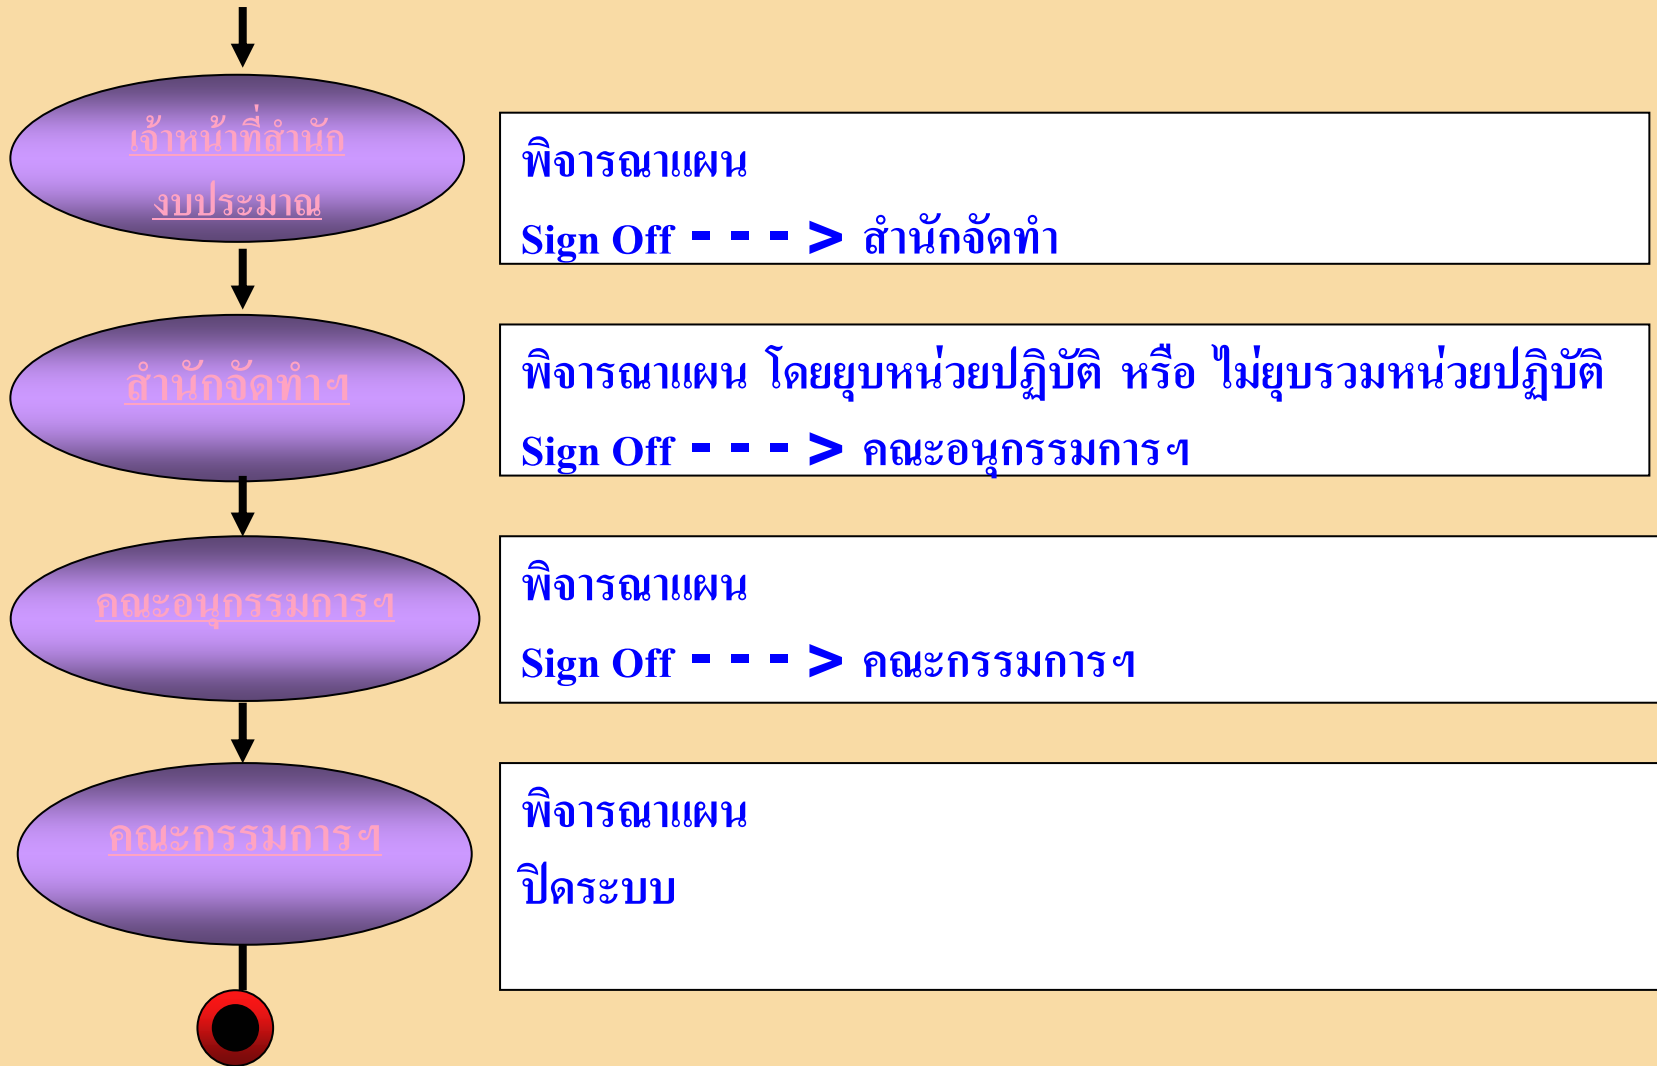 เจ้าหน้าที่สำนัก
งบประมาณ
พิจารณาแผน
Sign Off - - - > สำนักจัดทำ
สำนักจัดทำฯ
พิจารณาแผน โดยยุบหน่วยปฏิบัติ หรือ ไม่ยุบรวมหน่วยปฏิบัติ
Sign Off - - - > คณะอนุกรรมการฯ
คณะอนุกรรมการฯ
พิจารณาแผน
Sign Off - - - > คณะกรรมการฯ
คณะกรรมการฯ
พิจารณาแผน
ปิดระบบ